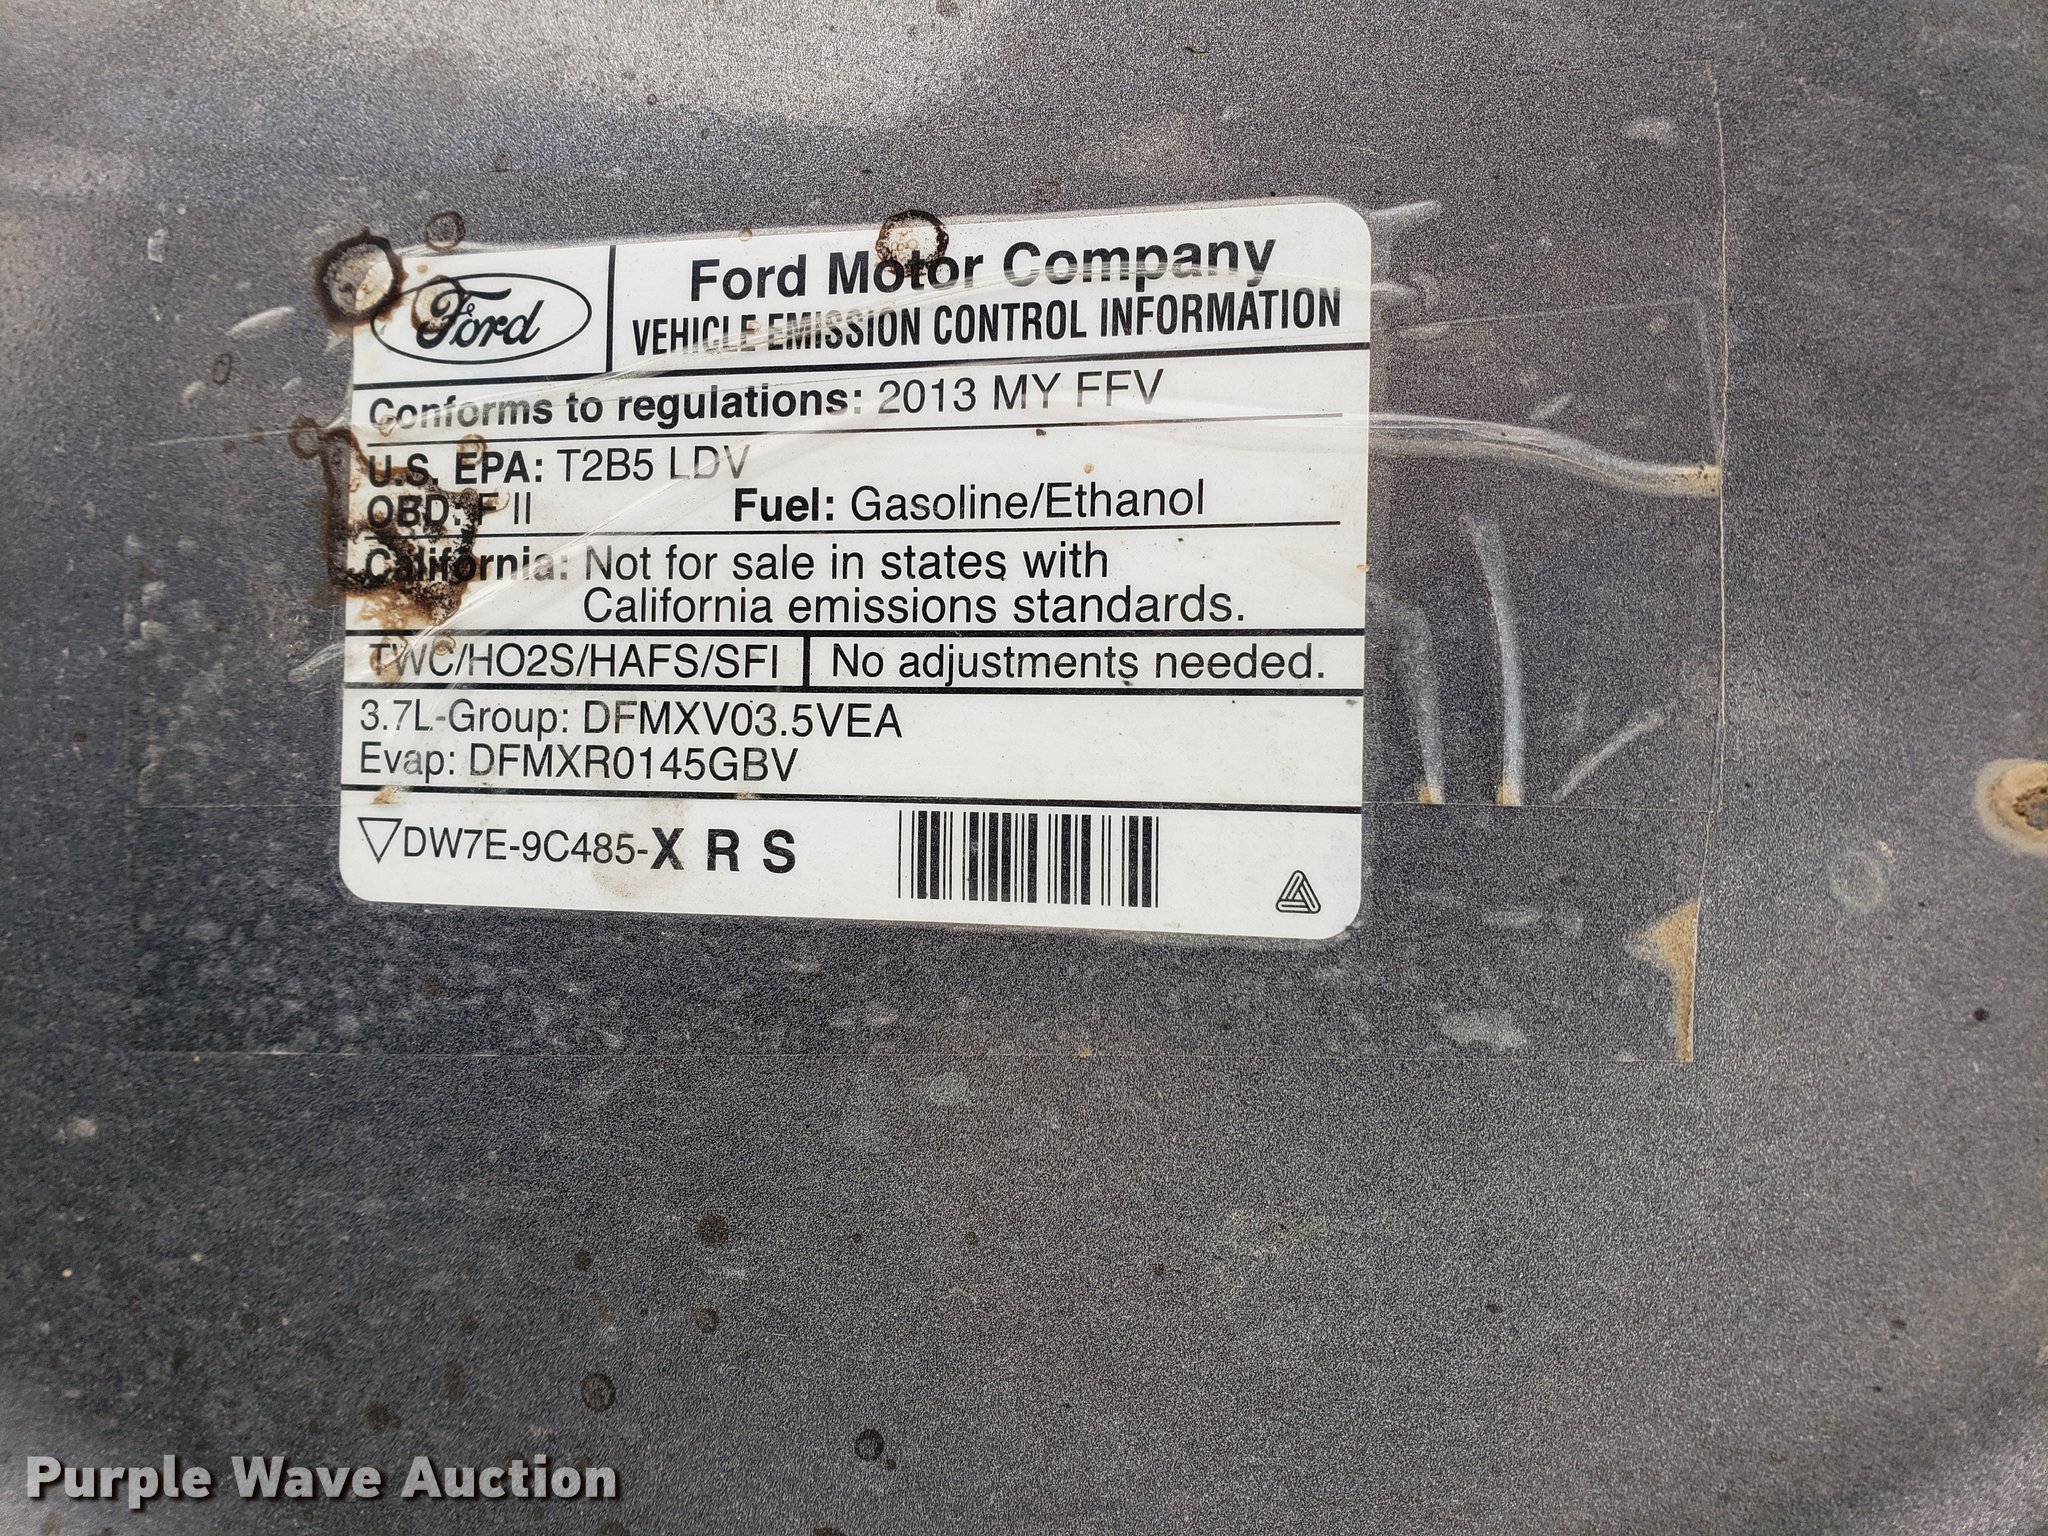 Ford
Ford Motor Company
VEHICLE EMISSION CONTROL INFORMATION
Conforms to regulations: 2013 MY FFV
U.S. EPA: T2B5 LDV
OBD: F II Fuel: Gasoline/Ethanol
California: Not for sale in states with
California emissions standards.
TWC/HO2S/HAFS/SFI No adjustments needed.
3.7L-Group: DFMXV03.5VEA
Evap: DFMXR0145GBV
▽DW7E-9C485-X R S
Purple Wave Auction